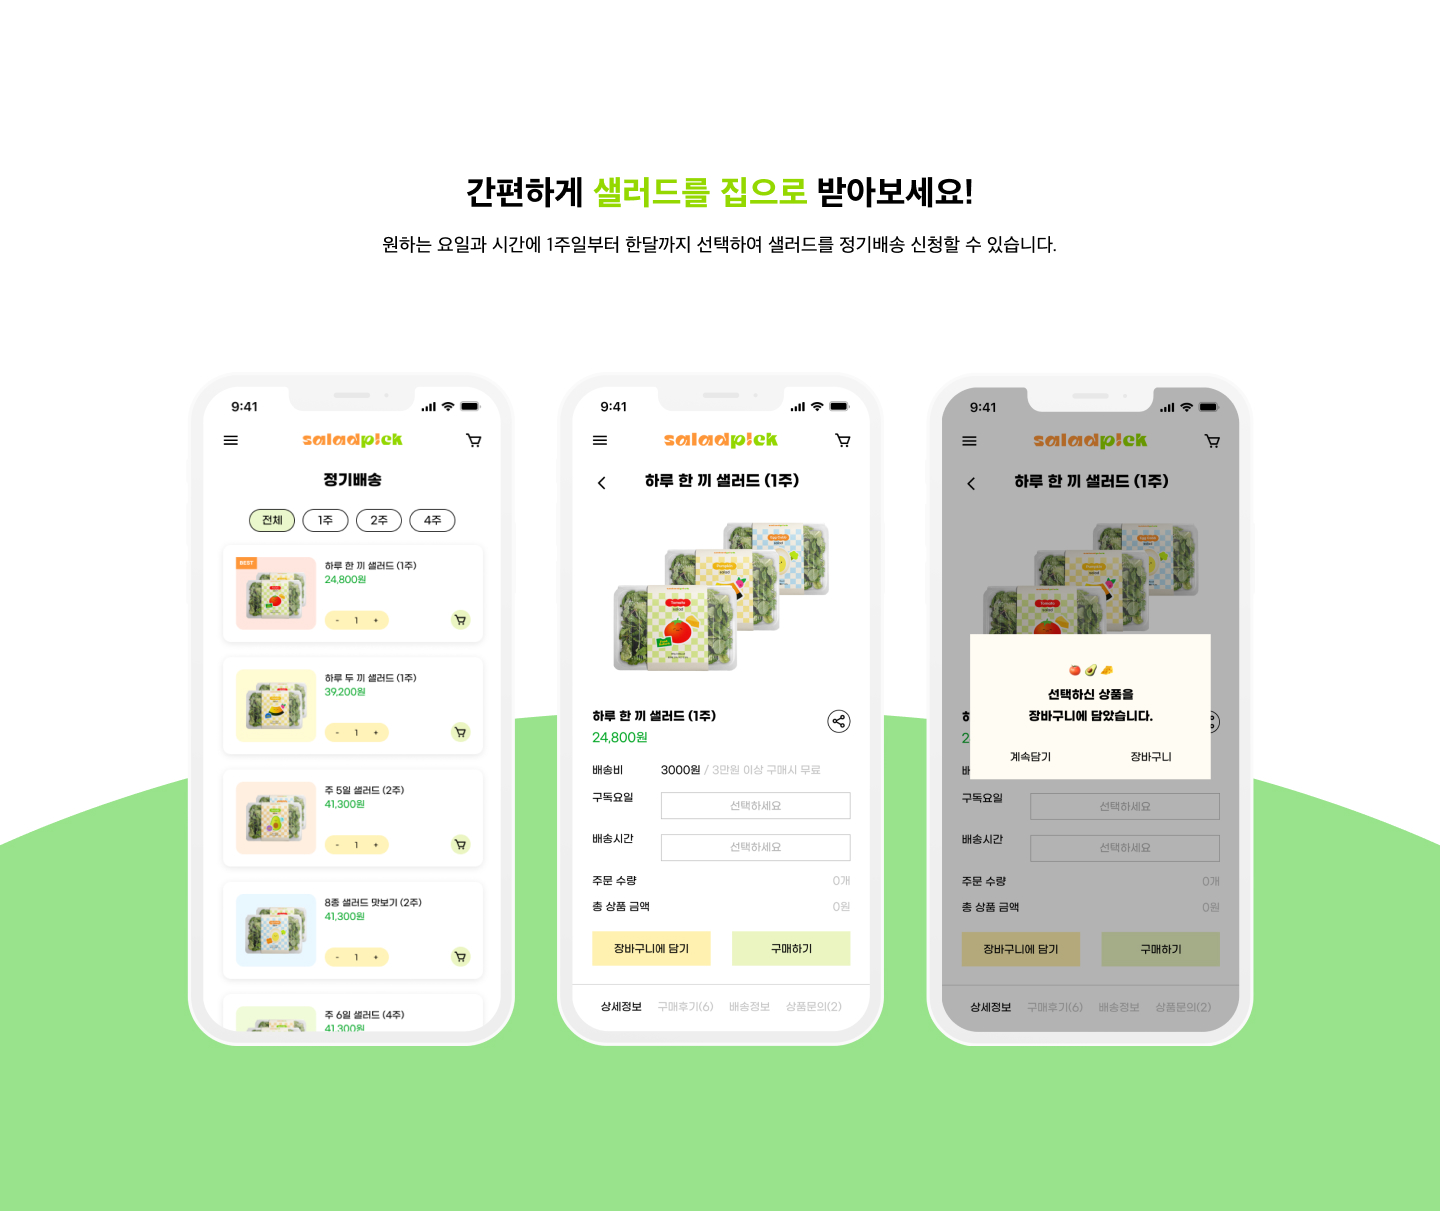 간편하게 샐러드를 집으로 받아보세요!
원하는 요일과 시간에 1주일부터 한달까지 선택하여 샐러드를 정기배송 신청할 수 있습니다.
9:41
saladpick
정기배송
전체 1주 2주 4주
BEST
하루 한 끼 샐러드 (1주)
24,800원
- 1 +
하루 두 끼 샐러드 (1주)
39,200원
- 1 +
주 5일 샐러드 (2주)
41,300원
- 1 +
8종 샐러드 맛보기 (2주)
41,300원
- 1 +
주 6일 샐러드 (4주)
41,300원
9:41
saladpick
하루 한 끼 샐러드 (1주)
Tomato
하루 한 끼 샐러드 (1주)
24,800원
배송비 3000원 / 3만원 이상 구매시 무료
구독요일 선택하세요
배송시간 선택하세요
주문 수량 0개
총 상품 금액 0원
장바구니에 담기 구매하기
상세정보 구매후기(6) 배송정보 상품문의(2)
9:41
saladpick
하루 한 끼 샐러드 (1주)
Tomato
선택하신 상품을
장바구니에 담았습니다.
계속담기 장바구니
구독요일 선택하세요
배송시간 선택하세요
주문 수량 0개
총 상품 금액 0원
장바구니에 담기 구매하기
상세정보 구매후기(6) 배송정보 상품문의(2)